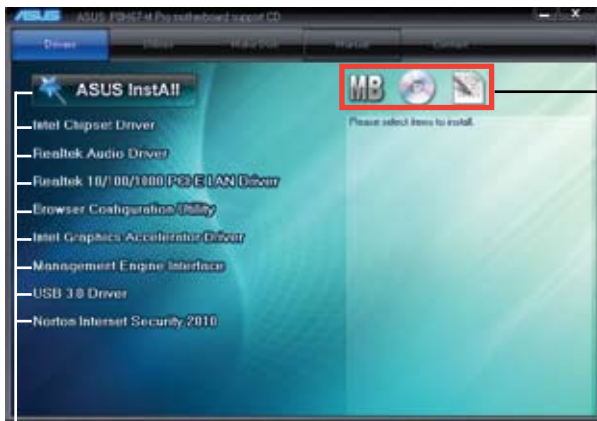 ASUS ASUS P8H67-M Pro motherboard support CD
Drivers Utilities Make Disk Manual Contact
ASUS InstAll MB
Intel Chipset Driver
Please select items to install.
Realtek Audio Driver
Realtek 10/100/1000 PCI-E LAN Driver
Browser Configuration Utility
Intel Graphics Accelerator Driver
Management Engine Interface
USB 3.0 Driver
Norton Internet Security 2010